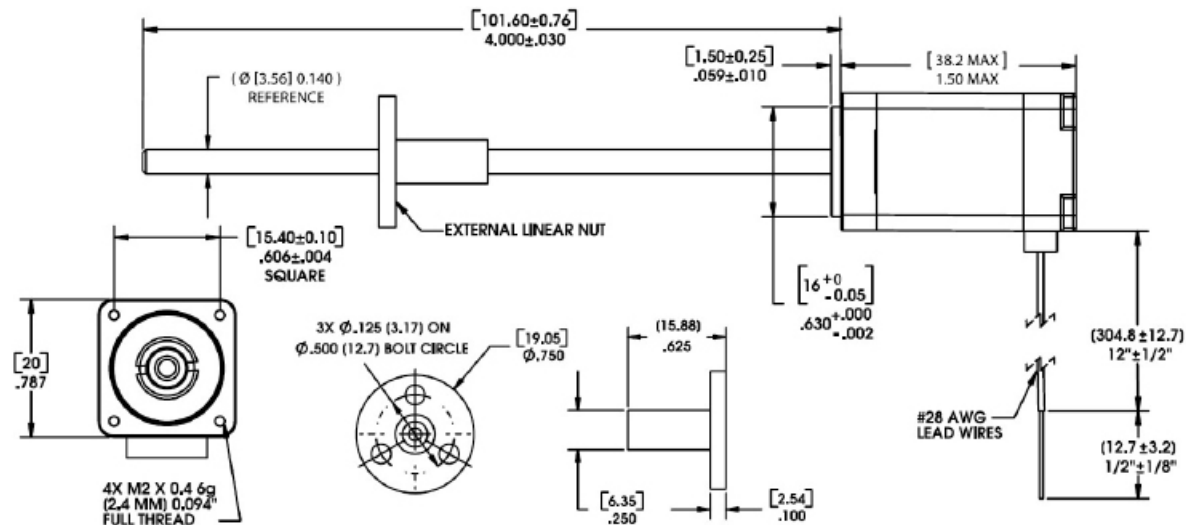 [101.60±0.76]
4.000±.030
[1.50±0.25]
.059±.010
[38.2 MAX]
1.50 MAX
(Ø [3.56] 0.140 )
REFERENCE
EXTERNAL LINEAR NUT
[15.40±0.10]
.606±.004
SQUARE
[16 +0 -0.05]
.630 +.000 -.002
[20]
.787
3X Ø.125 (3.17) ON
Ø.500 (12.7) BOLT CIRCLE
[19.05]
Ø.750
(15.88)
.625
(304.8±12.7)
12"±1/2"
#28 AWG
LEAD WIRES
(12.7±3.2)
1/2"±1/8"
4X M2 X 0.4 6g
(2.4 MM) 0.094"
FULL THREAD
[6.35]
.250
[2.54]
.100